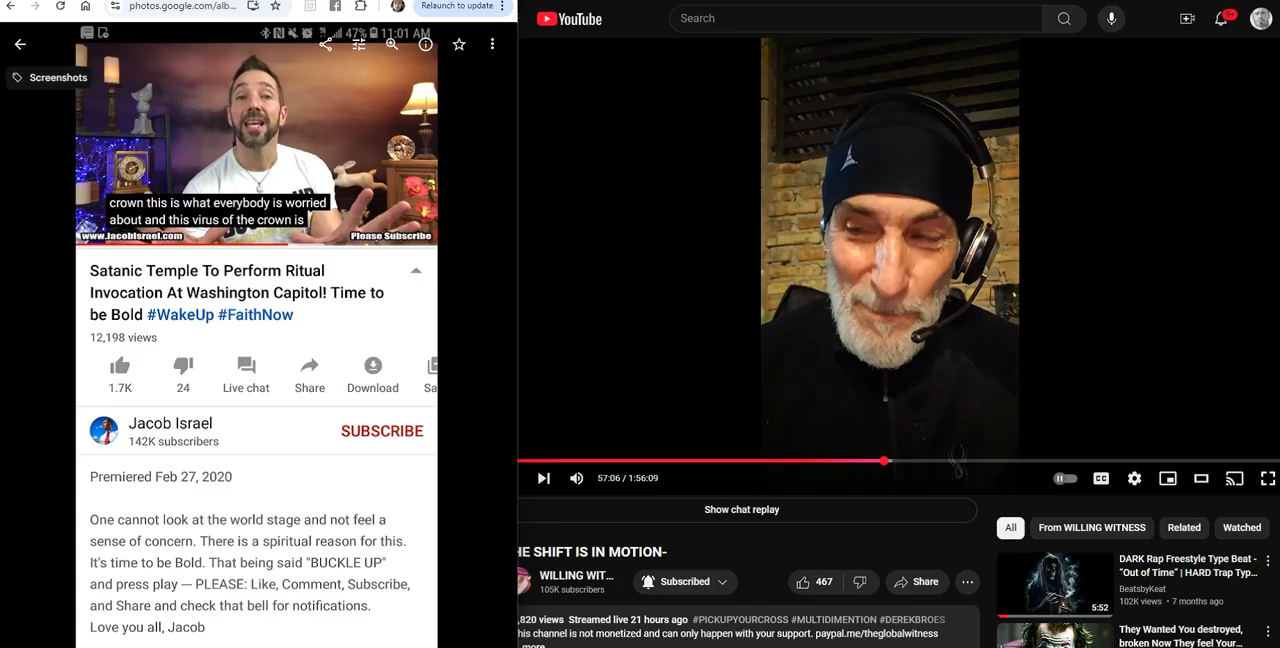 photos.google.com/alb...
Relaunch to update
47% 11:01 AM
Screenshots
crown this is what everybody is worried
about and this virus of the crown is
www.JacobIsrael.com
Please Subscribe
Satanic Temple To Perform Ritual
Invocation At Washington Capitol! Time to
be Bold #WakeUp #FaithNow
12,198 views
1.7K
24
Live chat
Share
Download
Sa
Jacob Israel
142K subscribers
SUBSCRIBE
Premiered Feb 27, 2020
One cannot look at the world stage and not feel a
sense of concern. There is a spiritual reason for this.
It's time to be Bold. That being said "BUCKLE UP"
and press play --- PLEASE: Like, Comment, Subscribe,
and Share and check that bell for notifications.
Love you all, Jacob
YouTube
Search
9+
57:06 / 1:56:09
CC
Show chat replay
HE SHIFT IS IN MOTION-
WILLING WIT...
105K subscribers
Subscribed
467
Share
,820 views Streamed live 21 hours ago #PICKUPYOURCROSS #MULTIDIMENTION #DEREKBROES
his channel is not monetized and can only happen with your support. paypal.me/theglobalwitness
more
All
From WILLING WITNESS
Related
Watched
5:52
DARK Rap Freestyle Type Beat -
"Out of Time" | HARD Trap Typ...
BeatsbyKeat
102K views • 7 months ago
They Wanted You destroyed,
broken Now They feel Your...